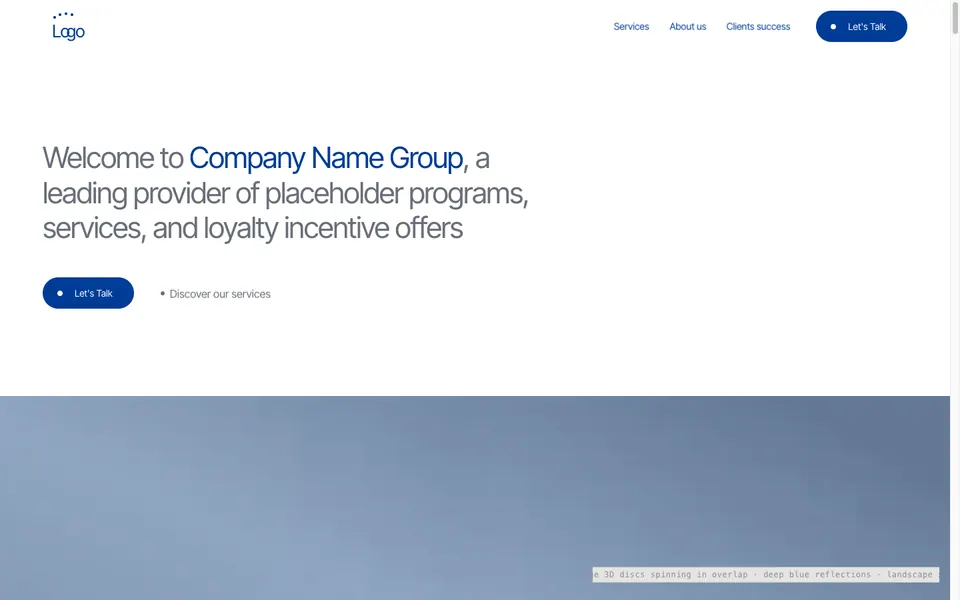 Logo
Services
About us
Clients success
Let's Talk
Welcome to Company Name Group, a
leading provider of placeholder programs,
services, and loyalty incentive offers
Let's Talk
Discover our services
3D discs spinning in overlap · deep blue reflections · landscape